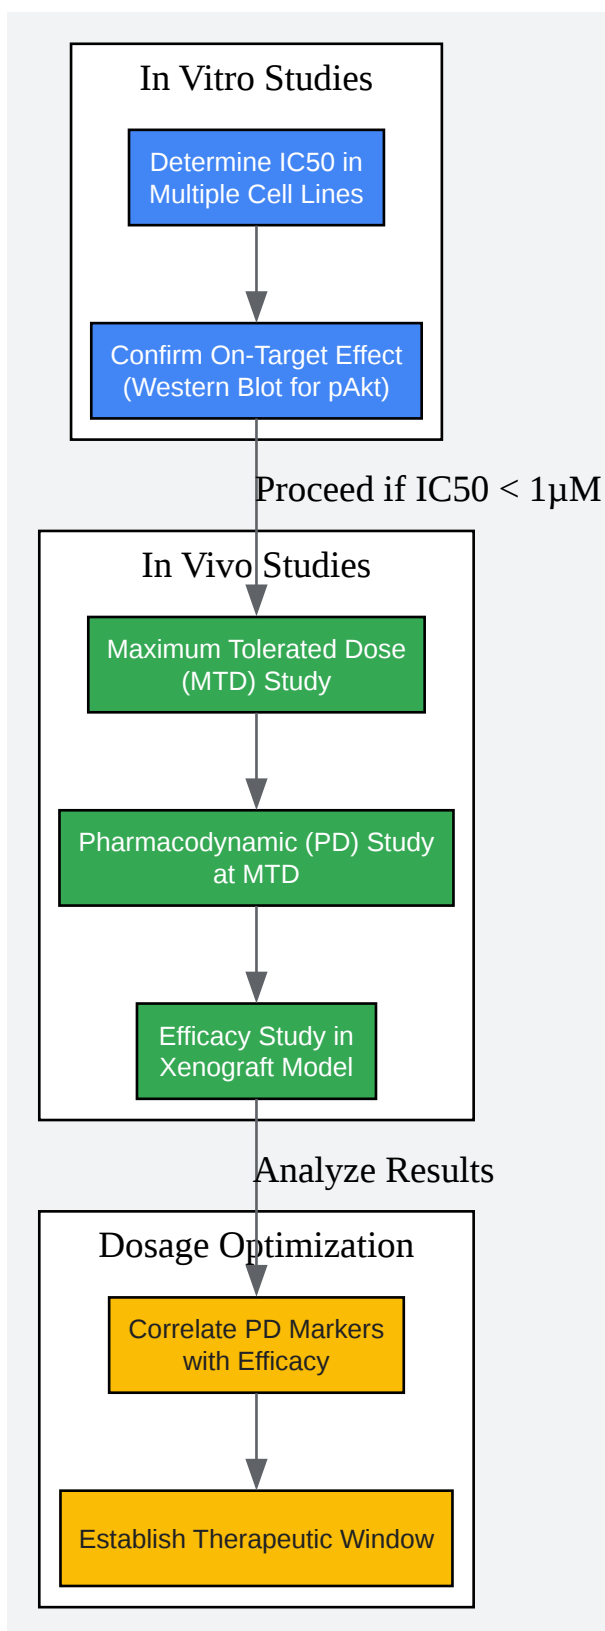 In Vitro Studies
Determine IC50 in
Multiple Cell Lines
Confirm On-Target Effect
(Western Blot for pAkt)
Proceed if IC50 < 1µM
In Vivo Studies
Maximum Tolerated Dose
(MTD) Study
Pharmacodynamic (PD) Study
at MTD
Efficacy Study in
Xenograft Model
Analyze Results
Dosage Optimization
Correlate PD Markers
with Efficacy
Establish Therapeutic Window